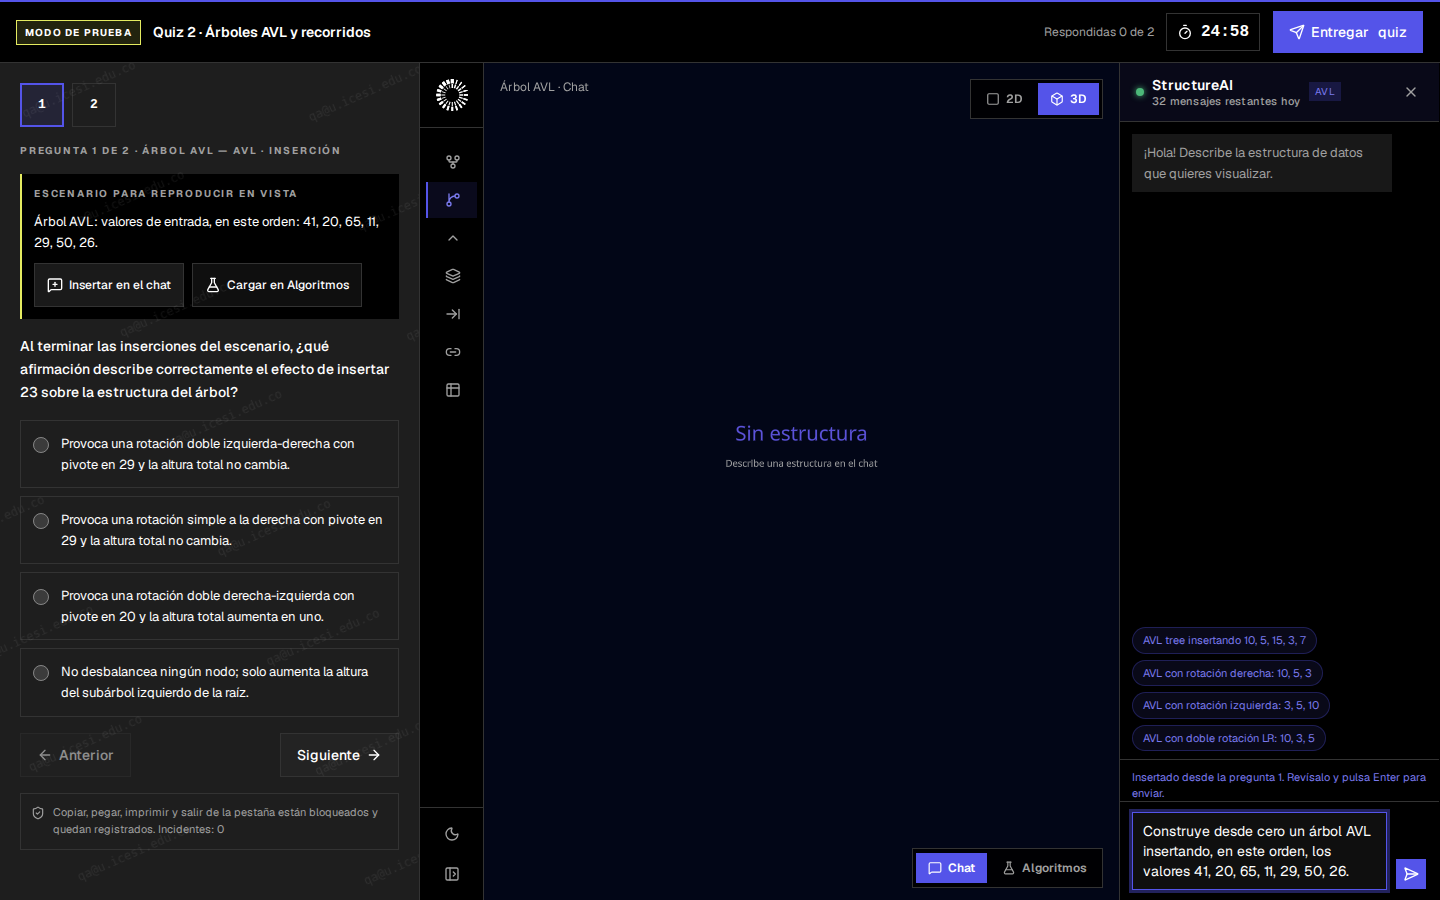 MODO DE PRUEBA
Quiz 2 · Árboles AVL y recorridos
Respondidas 0 de 2
24:58
Entregar quiz
1
2
PREGUNTA 1 DE 2 · ÁRBOL AVL — AVL · INSERCIÓN
ESCENARIO PARA REPRODUCIR EN VISTA
Árbol AVL: valores de entrada, en este orden: 41, 20, 65, 11,
29, 50, 26.
Insertar en el chat
Cargar en Algoritmos
Al terminar las inserciones del escenario, ¿qué
afirmación describe correctamente el efecto de insertar
23 sobre la estructura del árbol?
Provoca una rotación doble izquierda-derecha con
pivote en 29 y la altura total no cambia.
Provoca una rotación simple a la derecha con pivote en
29 y la altura total no cambia.
Provoca una rotación doble derecha-izquierda con
pivote en 20 y la altura total aumenta en uno.
No desbalancea ningún nodo; solo aumenta la altura
del subárbol izquierdo de la raíz.
Anterior
Siguiente
Copiar, pegar, imprimir y salir de la pestaña están bloqueados y
quedan registrados. Incidentes: 0
qa@u.icesi.edu.co
Árbol AVL · Chat
2D
3D
Sin estructura
Describe una estructura en el chat
Chat
Algoritmos
StructureAI
32 mensajes restantes hoy
AVL
¡Hola! Describe la estructura de datos
que quieres visualizar.
AVL tree insertando 10, 5, 15, 3, 7
AVL con rotación derecha: 10, 5, 3
AVL con rotación izquierda: 3, 5, 10
AVL con doble rotación LR: 10, 3, 5
Insertado desde la pregunta 1. Revísalo y pulsa Enter para
enviar.
Construye desde cero un árbol AVL
insertando, en este orden, los
valores 41, 20, 65, 11, 29, 50, 26.